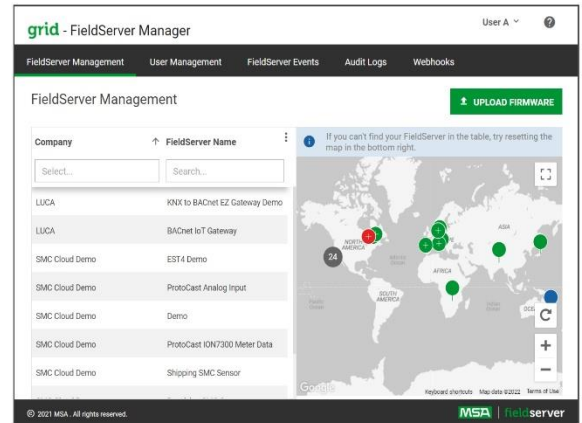 grid - FieldServer Manager
User A
?
FieldServer Management
User Management
FieldServer Events
Audit Logs
Webhooks
FieldServer Management
UPLOAD FIRMWARE
Company
FieldServer Name
Select...
Search...
LUCA
KNX to BACnet EZ Gateway Demo
LUCA
BACnet IoT Gateway
SMC Cloud Demo
EST4 Demo
SMC Cloud Demo
ProtoCast Analog Input
SMC Cloud Demo
Demo
SMC Cloud Demo
ProtoCast ION7300 Meter Data
SMC Cloud Demo
Shipping SMC Sensor
i
If you can't find your FieldServer in the table, try resetting the
map in the bottom right.
NORTH
AMERICA
24
ASIA
AFRICA
SOUTH
AMERICA
Google
Keyboard shortcuts
Map data ©2022
Terms of Use
© 2021 MSA . All rights reserved.
MSA | fieldserver